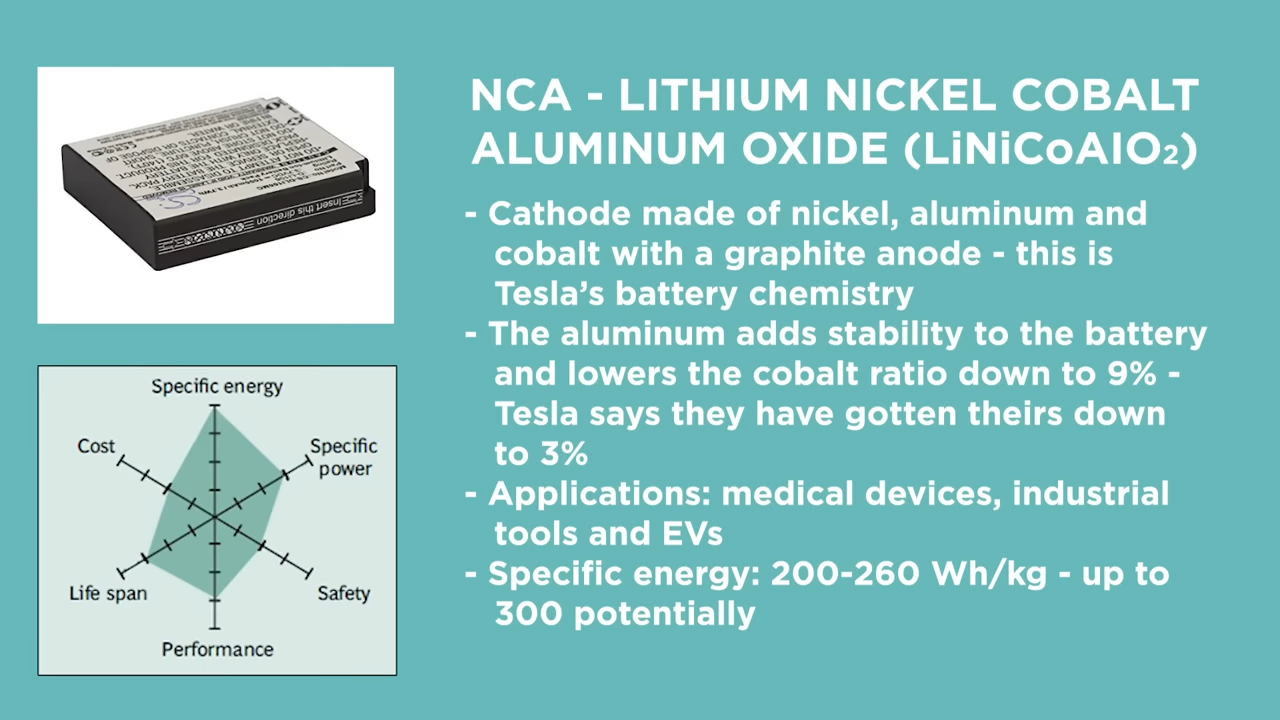 NCA - LITHIUM NICKEL COBALT
ALUMINUM OXIDE (LiNiCoAlO₂)
- Cathode made of nickel, aluminum and
cobalt with a graphite anode - this is
Tesla’s battery chemistry
- The aluminum adds stability to the battery
and lowers the cobalt ratio down to 9% -
Tesla says they have gotten theirs down
to 3%
- Applications: medical devices, industrial
tools and EVs
- Specific energy: 200-260 Wh/kg - up to
300 potentially
Insert this direction
CS
Specific energy
Cost
Specific
power
Life span
Safety
Performance